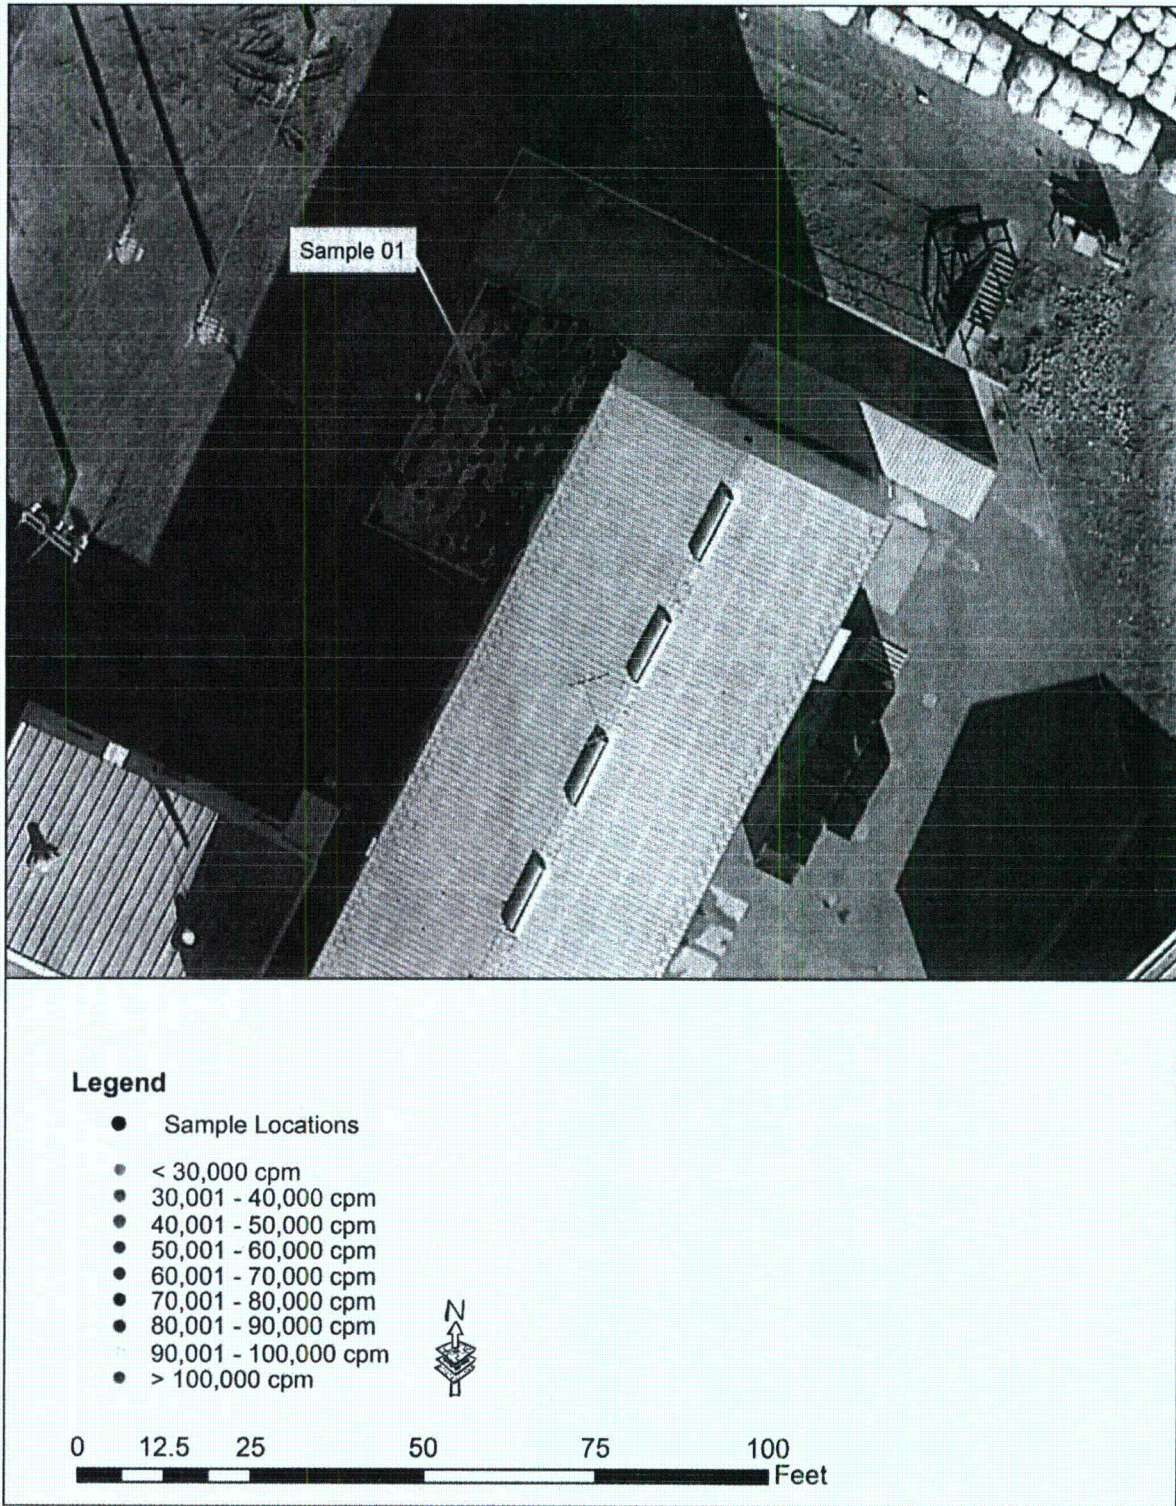 Sample 01
Legend
Sample Locations
< 30,000 cpm
30,001 - 40,000 cpm
40,001 - 50,000 cpm
50,001 - 60,000 cpm
60,001 - 70,000 cpm
70,001 - 80,000 cpm
80,001 - 90,000 cpm
90,001 - 100,000 cpm
> 100,000 cpm
N
0 12.5 25 50 75 100
Feet